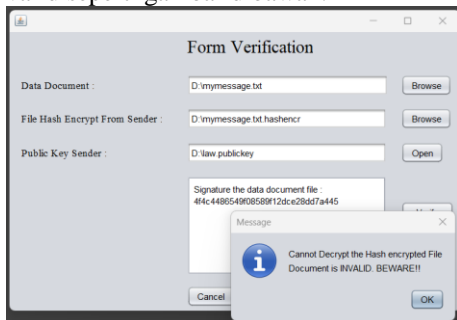 Form Verification
Data Document :
D:\mymessage.txt
Browse
File Hash Encrypt From Sender :
D:\mymessage.txt.hashencr
Browse
Public Key Sender :
D:\law.publickey
Open
Signature the data document file :
4f4c4486549f08589f12dce28dd7a445
Message
Cannot Decrypt the Hash encrypted File
Document is INVALID. BEWARE!!
Cancel
OK